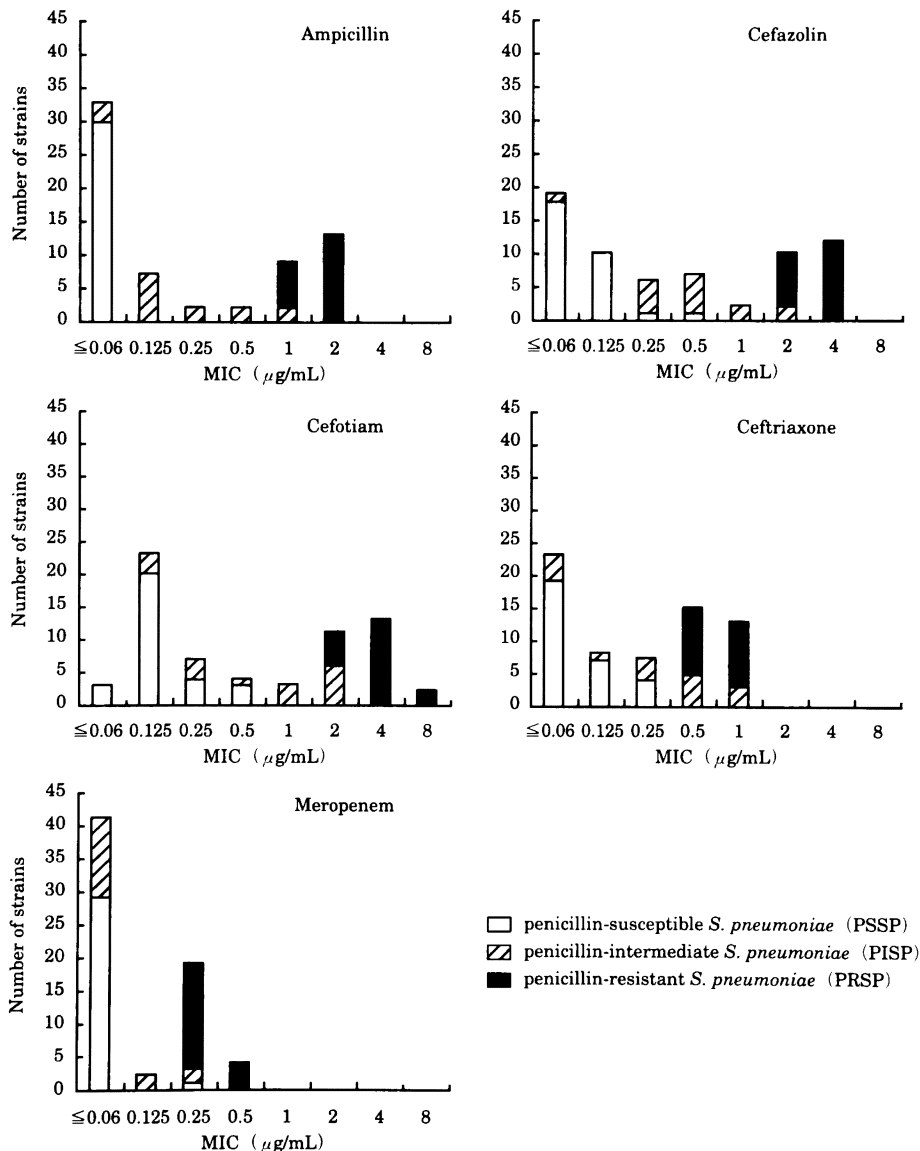 Ampicillin
Number of strains
45
40
35
30
25
20
15
10
5
0
≦0.06 0.125 0.25 0.5 1 2 4 8
MIC (μg/mL)
Cefazolin
45
40
35
30
25
20
15
10
5
0
≦0.06 0.125 0.25 0.5 1 2 4 8
MIC (μg/mL)
Cefotiam
Number of strains
45
40
35
30
25
20
15
10
5
0
≦0.06 0.125 0.25 0.5 1 2 4 8
MIC (μg/mL)
Ceftriaxone
45
40
35
30
25
20
15
10
5
0
≦0.06 0.125 0.25 0.5 1 2 4 8
MIC (μg/mL)
Meropenem
Number of strains
45
40
35
30
25
20
15
10
5
0
≦0.06 0.125 0.25 0.5 1 2 4 8
MIC (μg/mL)
penicillin-susceptible S. pneumoniae (PSSP)
penicillin-intermediate S. pneumoniae (PISP)
penicillin-resistant S. pneumoniae (PRSP)